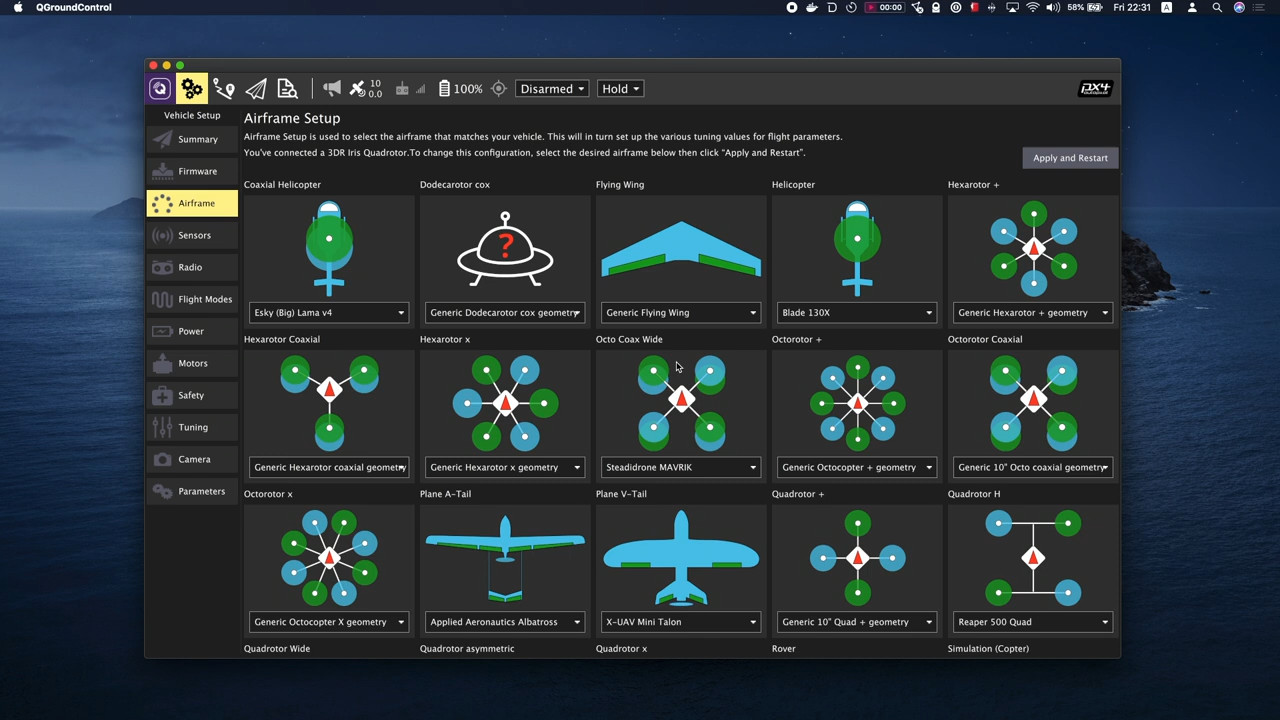 QGroundControl
00:00
58%
Fri 22:31
A
10
0.0
100%
Disarmed
Hold
px4
autopilot
Vehicle Setup
Summary
Firmware
Airframe
Sensors
Radio
Flight Modes
Power
Motors
Safety
Tuning
Camera
Parameters
Airframe Setup
Airframe Setup is used to select the airframe that matches your vehicle. This will in turn set up the various tuning values for flight parameters.
You've connected a 3DR Iris Quadrotor.To change this configuration, select the desired airframe below then click "Apply and Restart".
Apply and Restart
Coaxial Helicopter
Esky (Big) Lama v4
Dodecarotor cox
?
Generic Dodecarotor cox geometry
Flying Wing
Generic Flying Wing
Helicopter
Blade 130X
Hexarotor +
Generic Hexarotor + geometry
Hexarotor Coaxial
Generic Hexarotor coaxial geometry
Hexarotor x
Generic Hexarotor x geometry
Octo Coax Wide
Steadidrone MAVRIK
Octorotor +
Generic Octocopter + geometry
Octorotor Coaxial
Generic 10" Octo coaxial geometry
Octorotor x
Generic Octocopter X geometry
Plane A-Tail
Applied Aeronautics Albatross
Plane V-Tail
X-UAV Mini Talon
Quadrotor +
Generic 10" Quad + geometry
Quadrotor H
Reaper 500 Quad
Quadrotor Wide
Quadrotor asymmetric
Quadrotor x
Rover
Simulation (Copter)